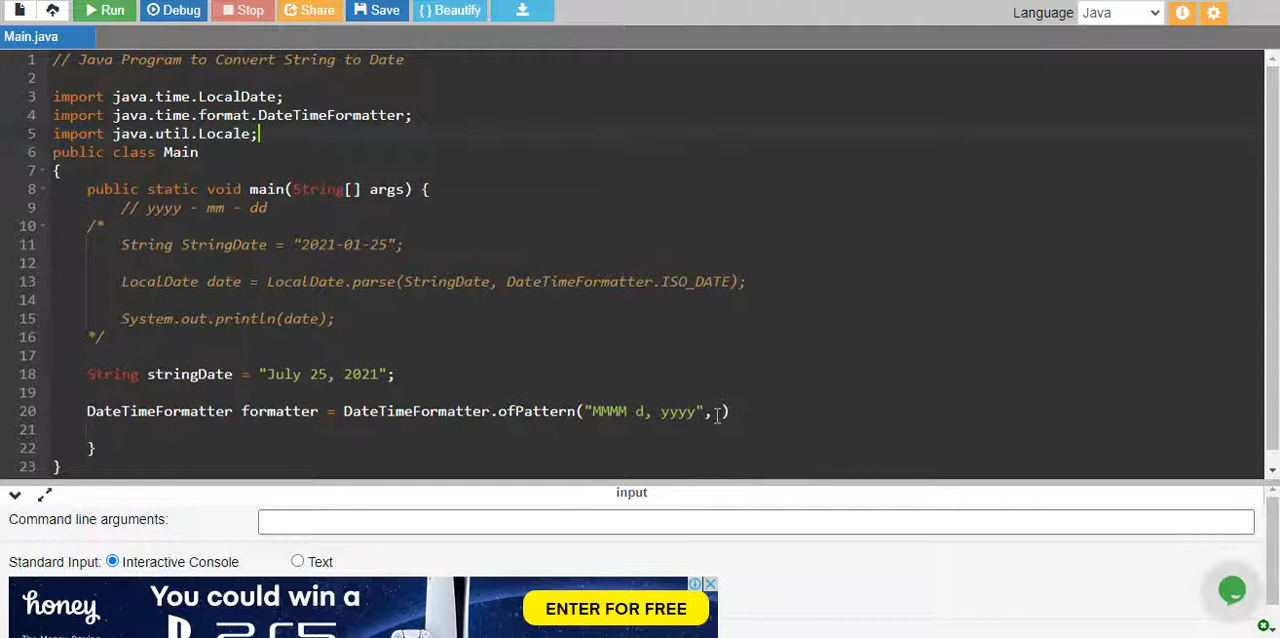 Run Debug Stop Share Save { } Beautify Language Java
Main.java
1 // Java Program to Convert String to Date
2
3 import java.time.LocalDate;
4 import java.time.format.DateTimeFormatter;
5 import java.util.Locale;
6 public class Main
7 {
8 public static void main(String[] args) {
9 // yyyy - mm - dd
10 /*
11 String StringDate = "2021-01-25";
12
13 LocalDate date = LocalDate.parse(StringDate, DateTimeFormatter.ISO_DATE);
14
15 System.out.println(date);
16 */
17
18 String stringDate = "July 25, 2021";
19
20 DateTimeFormatter formatter = DateTimeFormatter.ofPattern("MMMM d, yyyy", )
21
22 }
23 }
input
Command line arguments:
Standard Input: Interactive Console Text
honey You could win a ENTER FOR FREE
PS5